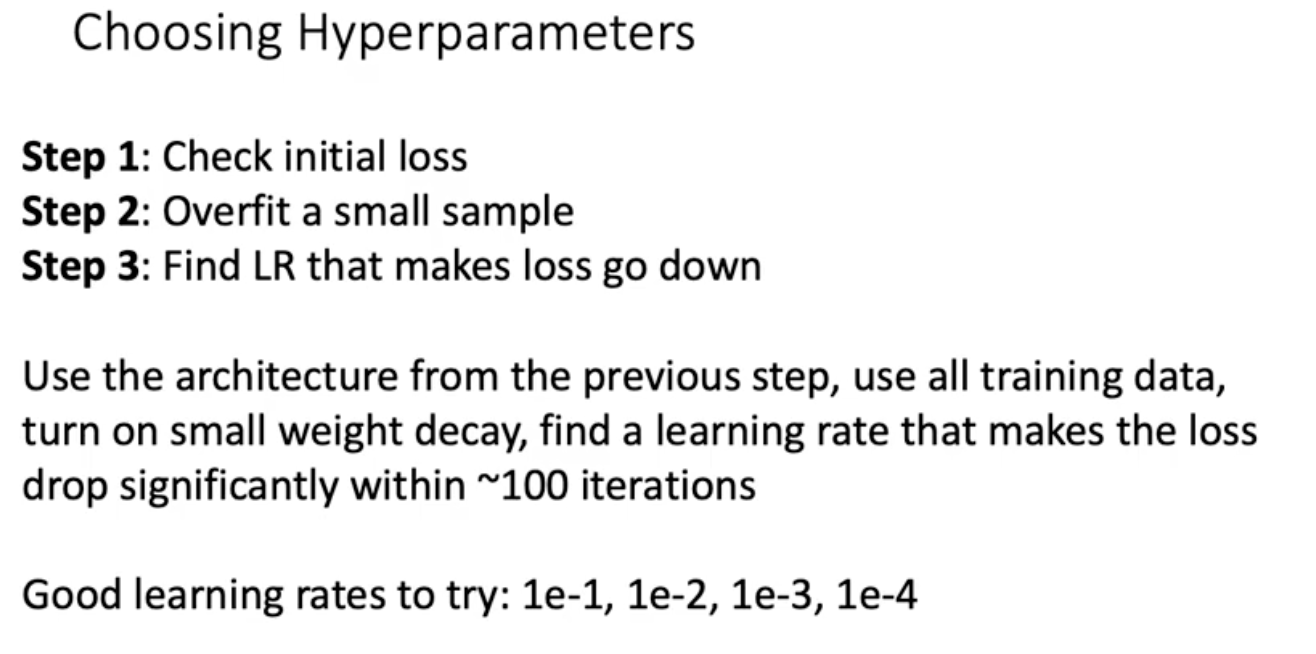 Choosing Hyperparameters
Step 1: Check initial loss
Step 2: Overfit a small sample
Step 3: Find LR that makes loss go down
Use the architecture from the previous step, use all training data,
turn on small weight decay, find a learning rate that makes the loss
drop significantly within ~100 iterations
Good learning rates to try: 1e-1, 1e-2, 1e-3, 1e-4